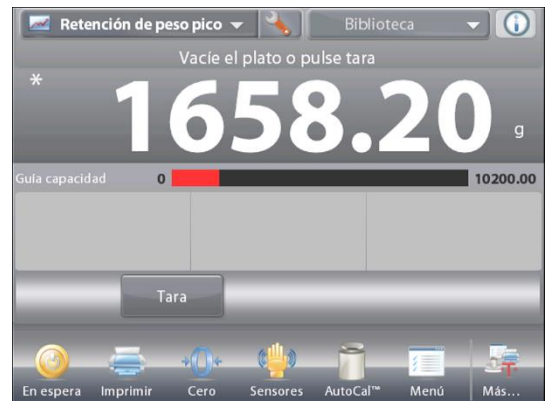 Retención de peso pico Biblioteca
Vacíe el plato o pulse tara
* 1658.20 g
Guía capacidad 0 10200.00
Tara
En espera Imprimir Cero Sensores AutoCal™ Menú Más...